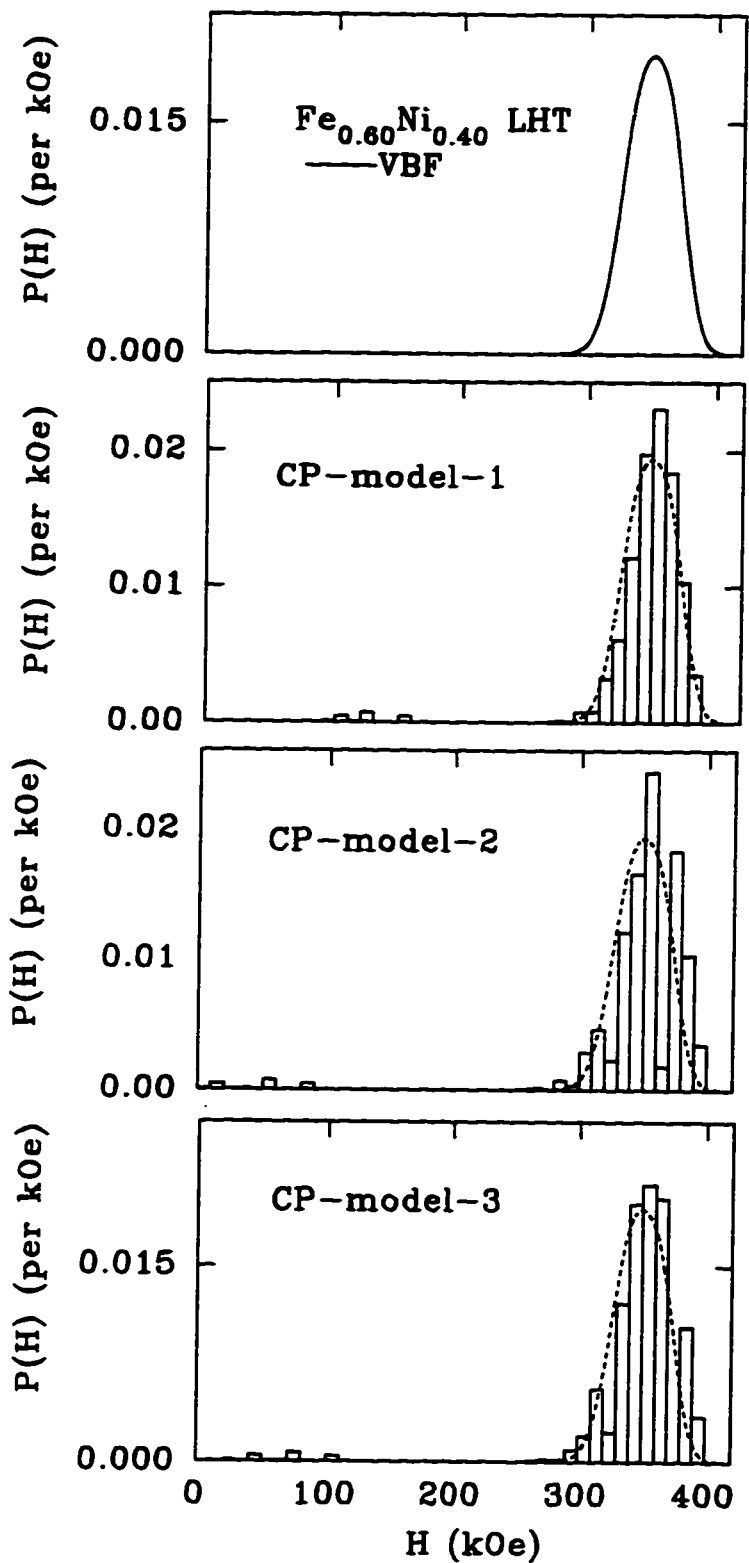 P(H) (per kOe)
0.015
0.000
Fe0.60Ni0.40 LHT
VBF
P(H) (per kOe)
0.02
0.01
0.00
CP-model-1
P(H) (per kOe)
0.02
0.01
0.00
CP-model-2
P(H) (per kOe)
0.015
0.000
CP-model-3
0 100 200 300 400
H (kOe)